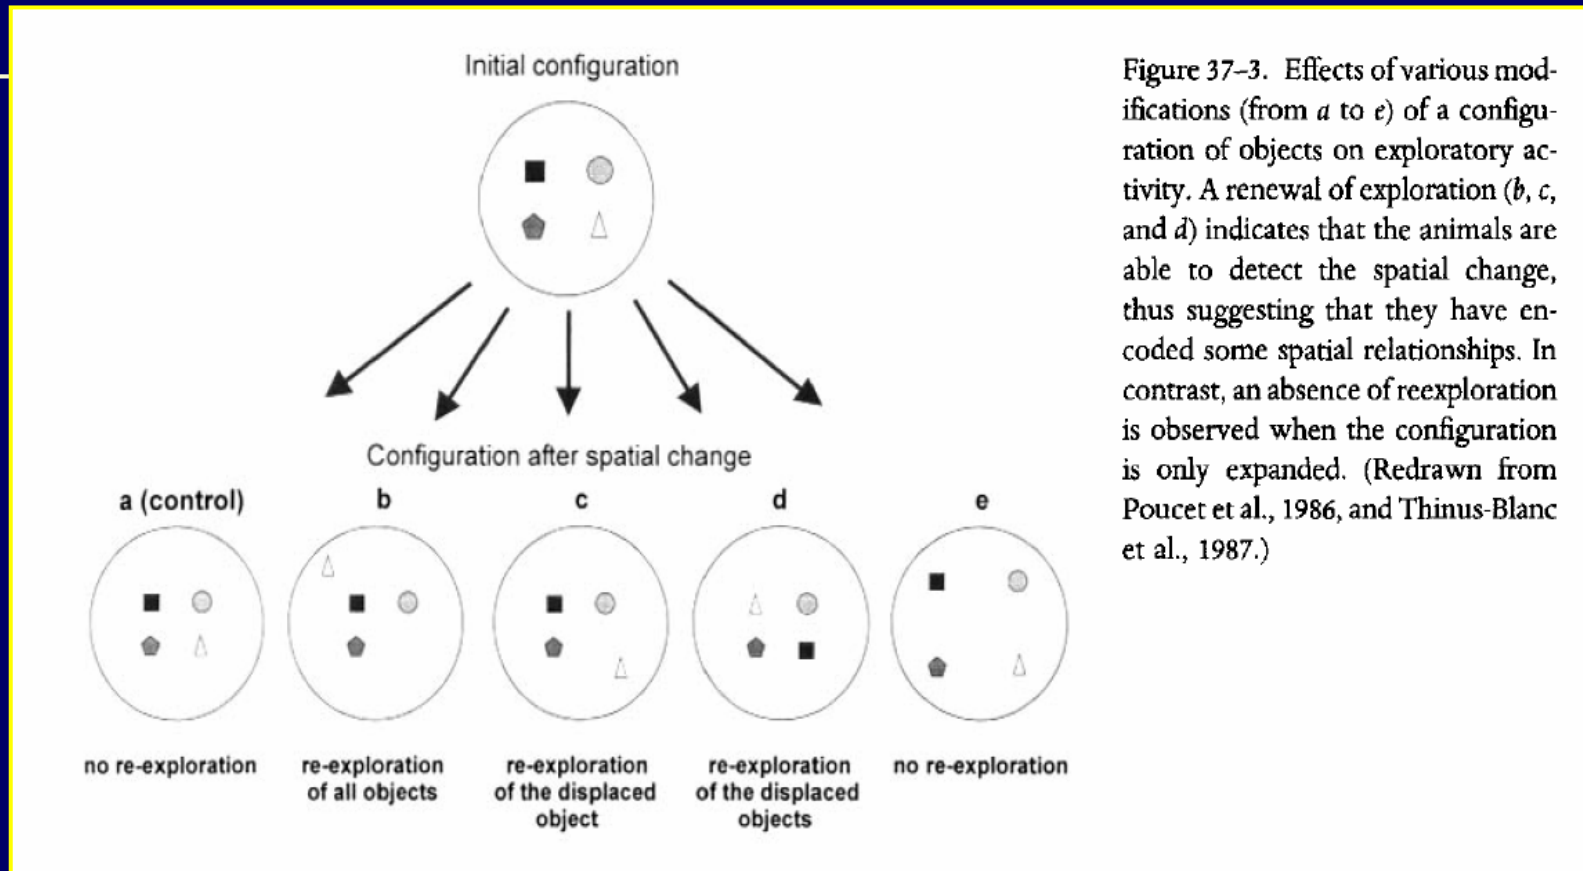 Initial configuration
Configuration after spatial change
a (control)
b
c
d
e
no re-exploration
re-exploration
of all objects
re-exploration
of the displaced
object
re-exploration
of the displaced
objects
no re-exploration
Figure 37–3. Effects of various mod-
ifications (from a to e) of a configu-
ration of objects on exploratory ac-
tivity. A renewal of exploration (b, c,
and d) indicates that the animals are
able to detect the spatial change,
thus suggesting that they have en-
coded some spatial relationships. In
contrast, an absence of reexploration
is observed when the configuration
is only expanded. (Redrawn from
Poucet et al., 1986, and Thinus-Blanc
et al., 1987.)